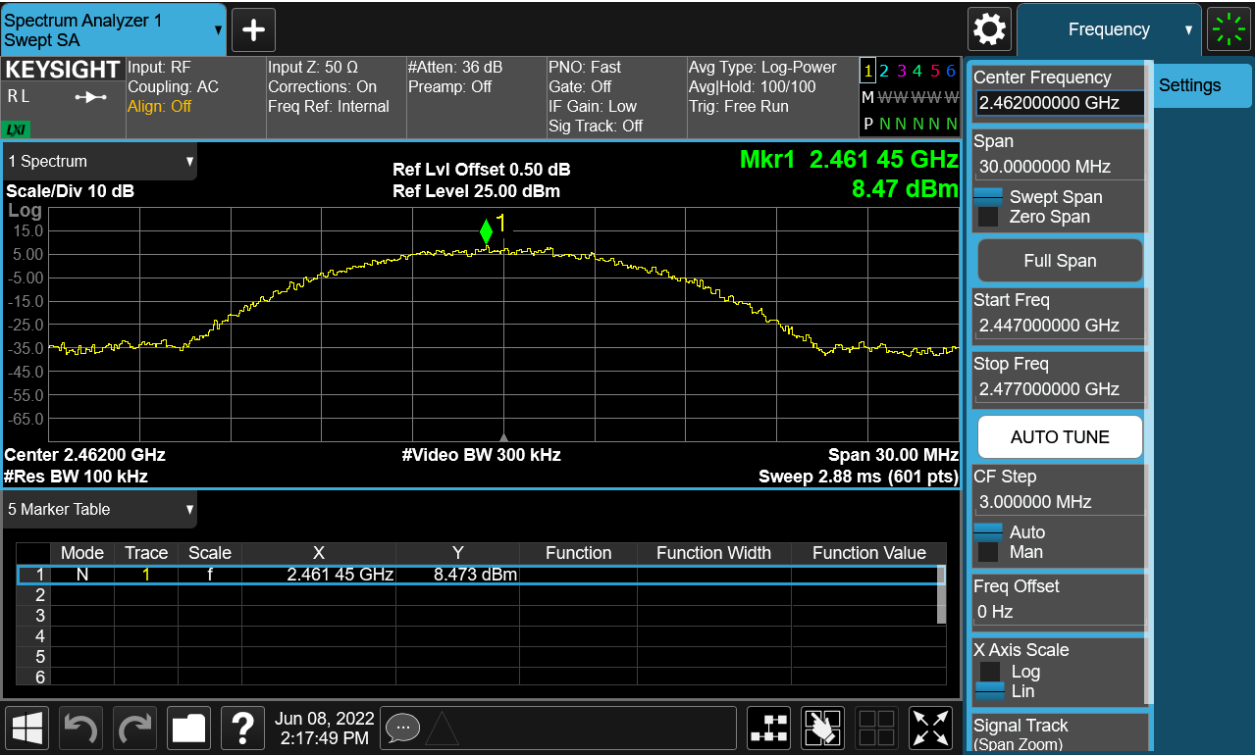 Spectrum Analyzer 1
Swept SA
+
Frequency
KEYSIGHT
R L
LXI
Input: RF
Coupling: AC
Align: Off
Input Z: 50 Ω
Corrections: On
Freq Ref: Internal
#Atten: 36 dB
Preamp: Off
PNO: Fast
Gate: Off
IF Gain: Low
Sig Track: Off
Avg Type: Log-Power
Avg|Hold: 100/100
Trig: Free Run
1 2 3 4 5 6
M W W W W W
P N N N N N
1 Spectrum
Scale/Div 10 dB
Ref Lvl Offset 0.50 dB
Ref Level 25.00 dBm
Mkr1 2.461 45 GHz
8.47 dBm
Log
15.0
5.00
-5.00
-15.0
-25.0
-35.0
-45.0
-55.0
-65.0
1
Center 2.46200 GHz
#Res BW 100 kHz
#Video BW 300 kHz
Span 30.00 MHz
Sweep 2.88 ms (601 pts)
5 Marker Table
Mode Trace Scale X Y Function Function Width Function Value
1 N 1 f 2.461 45 GHz 8.473 dBm
2
3
4
5
6
Jun 08, 2022
2:17:49 PM
?
Center Frequency
2.462000000 GHz
Settings
Span
30.0000000 MHz
Swept Span
Zero Span
Full Span
Start Freq
2.447000000 GHz
Stop Freq
2.477000000 GHz
AUTO TUNE
CF Step
3.000000 MHz
Auto
Man
Freq Offset
0 Hz
X Axis Scale
Log
Lin
Signal Track
(Span Zoom)